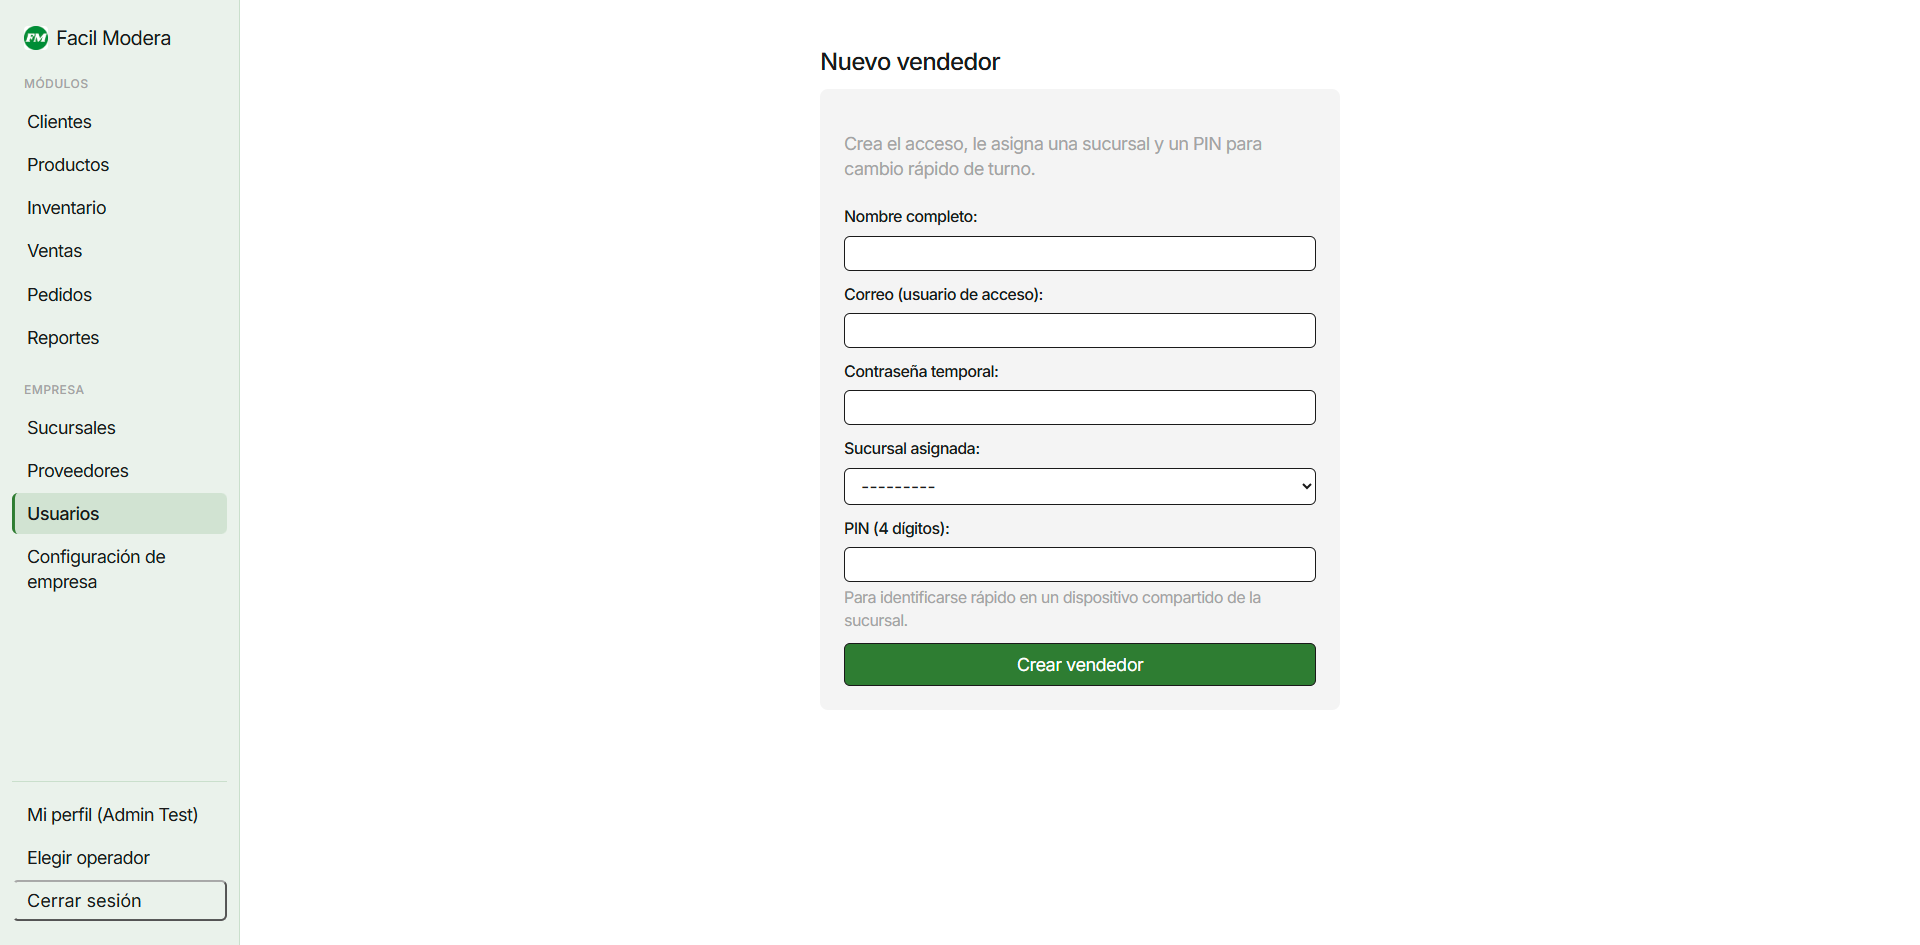 FM Facil Modera
MÓDULOS
Clientes
Productos
Inventario
Ventas
Pedidos
Reportes
EMPRESA
Sucursales
Proveedores
Usuarios
Configuración de
empresa
Mi perfil (Admin Test)
Elegir operador
Cerrar sesión
Nuevo vendedor
Crea el acceso, le asigna una sucursal y un PIN para
cambio rápido de turno.
Nombre completo:
Correo (usuario de acceso):
Contraseña temporal:
Sucursal asignada:
---------
PIN (4 dígitos):
Para identificarse rápido en un dispositivo compartido de la
sucursal.
Crear vendedor